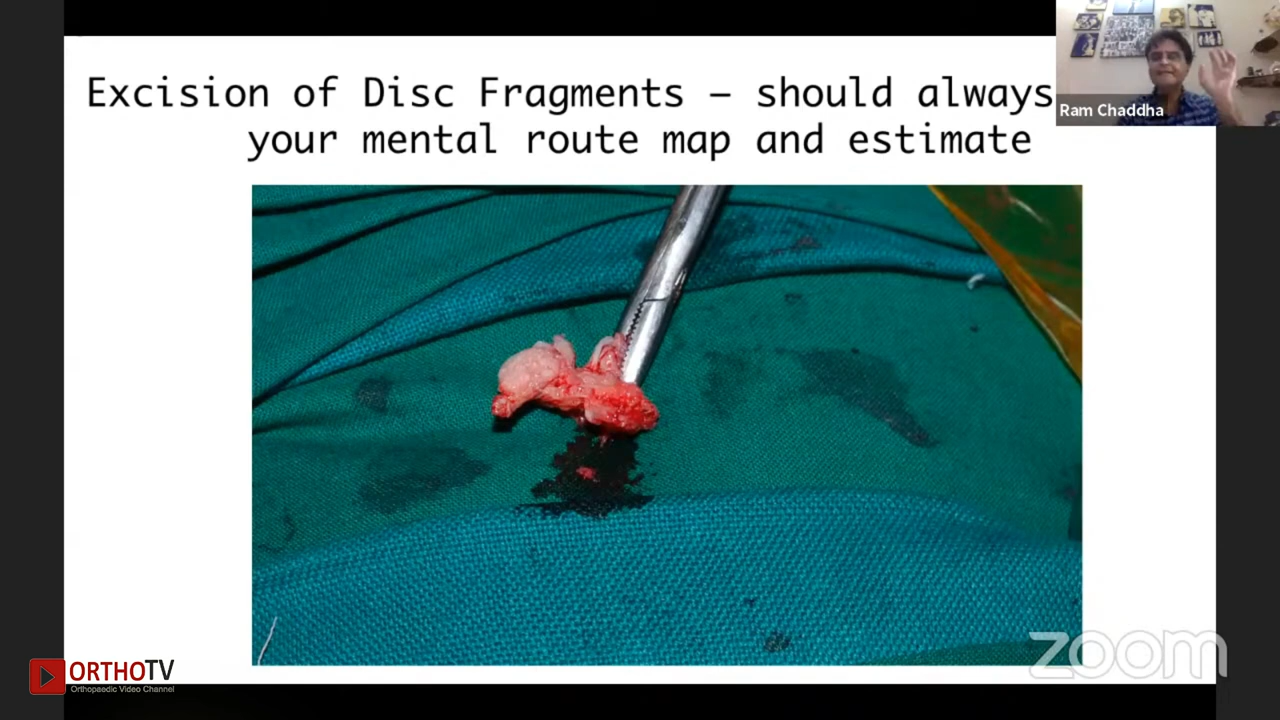 Excision of Disc Fragments – should always
your mental route map and estimate
Ram Chaddha
ORTHOTV
Orthopaedic Video Channel
zoom